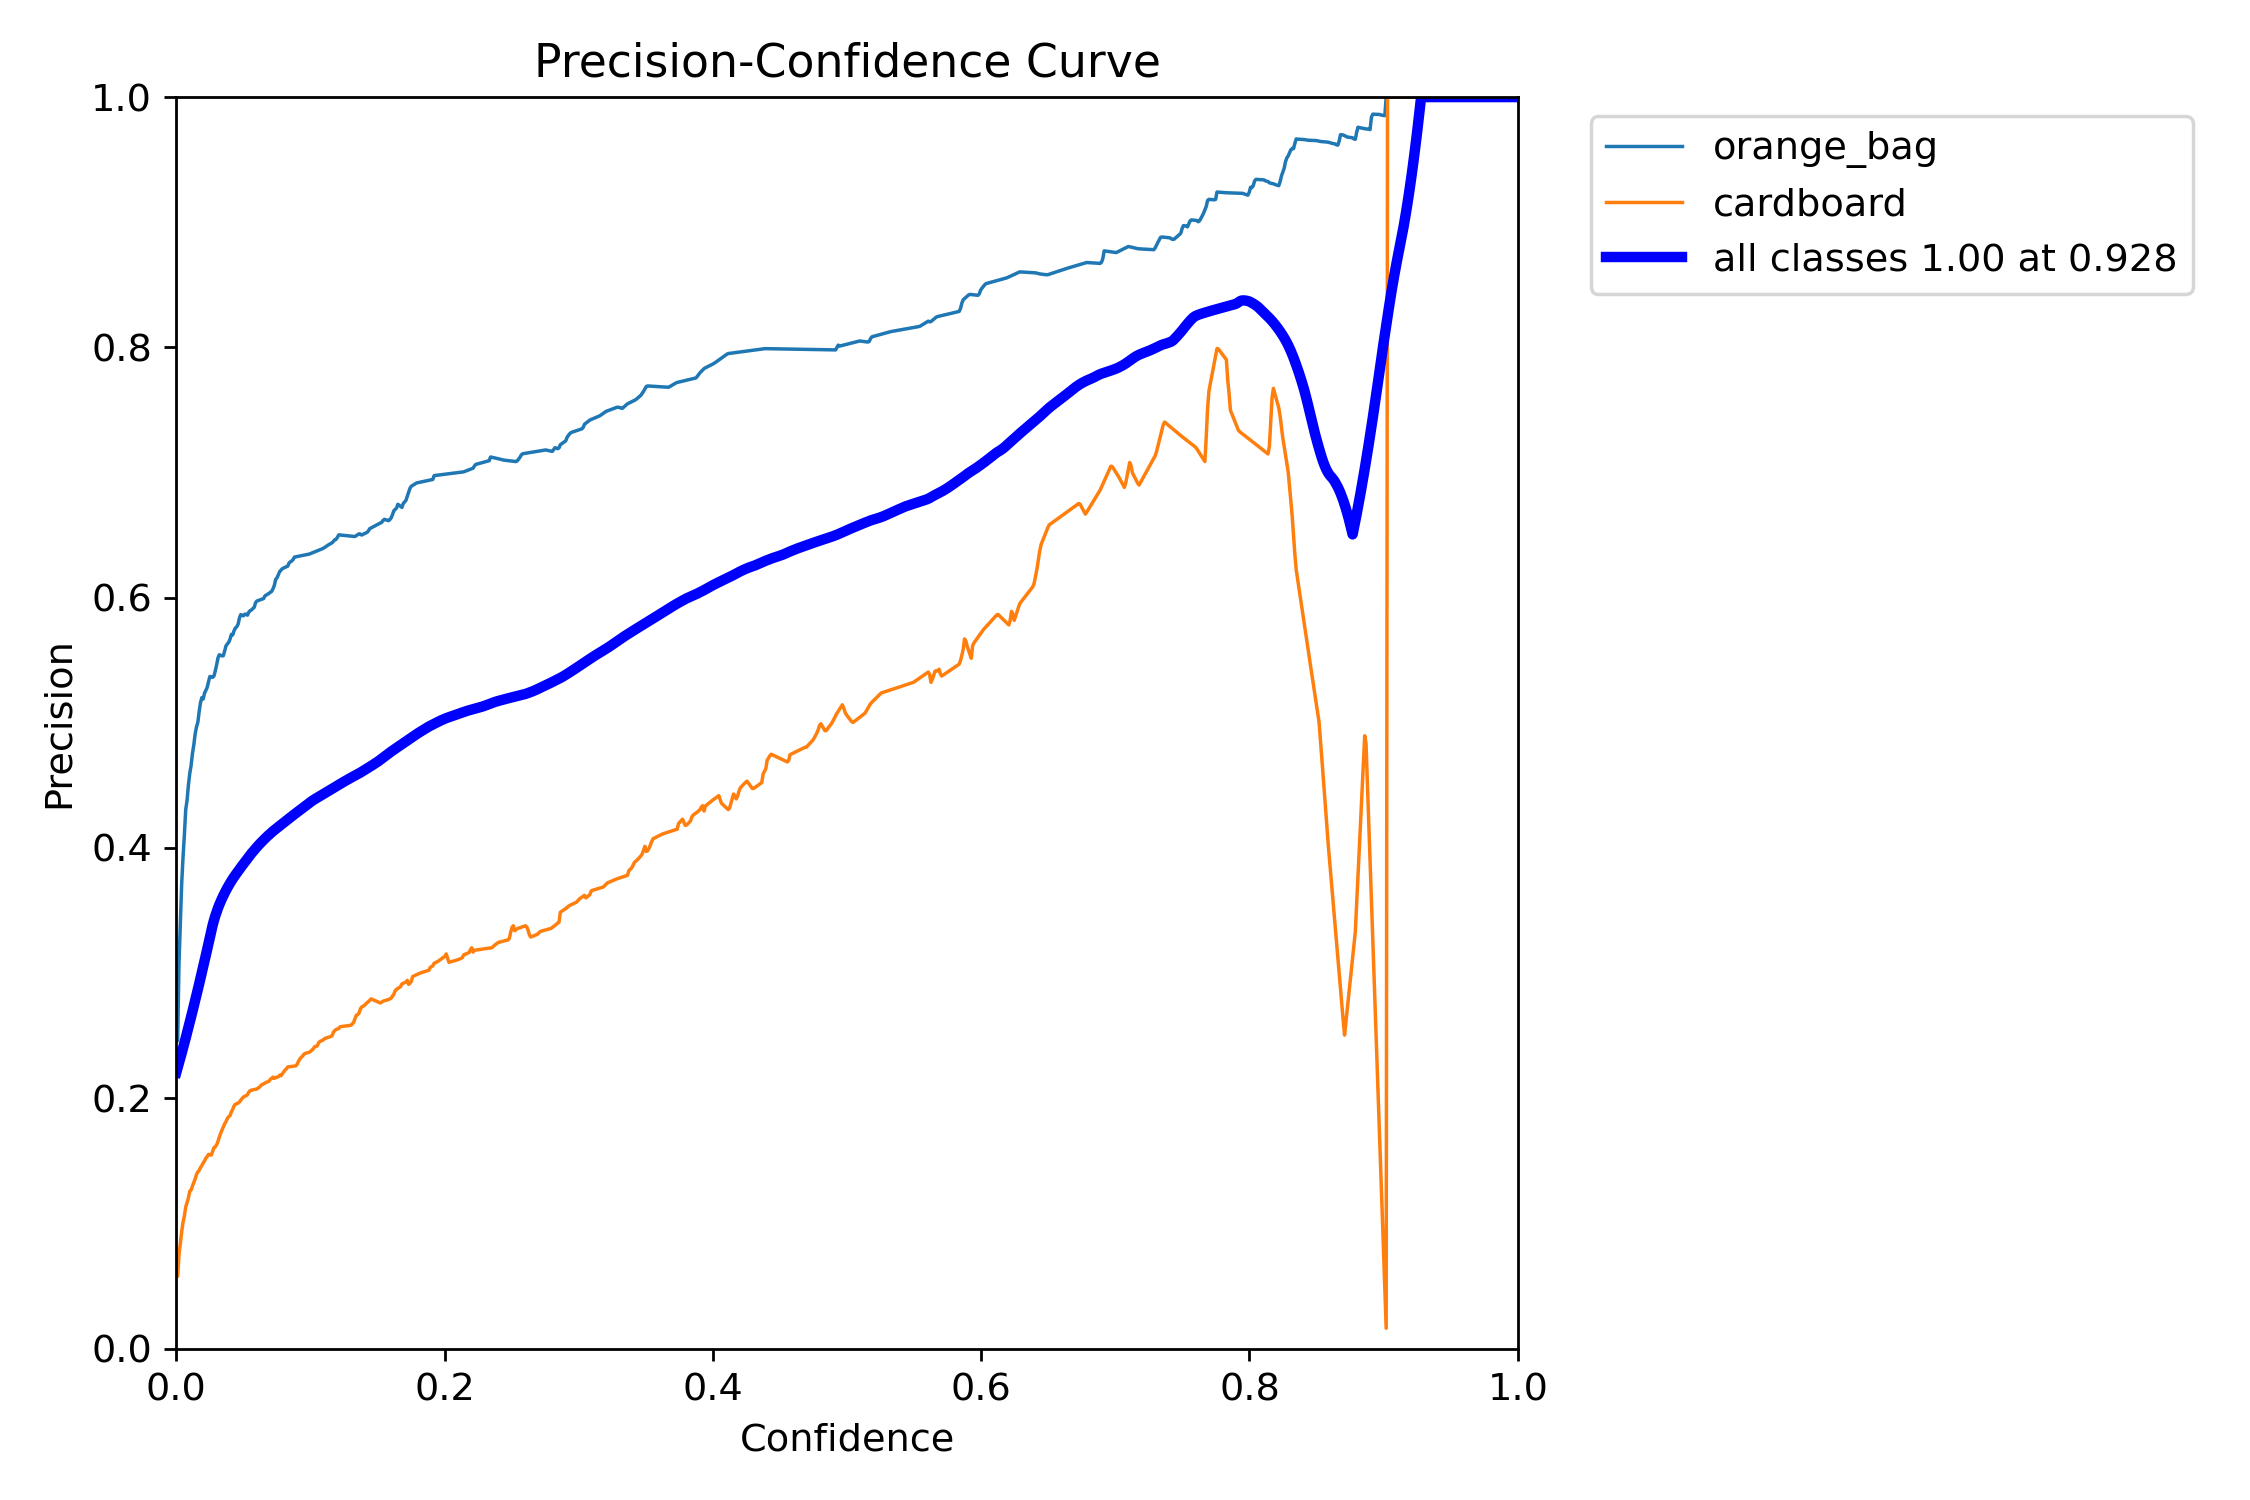 Precision-Confidence Curve
1.0
0.8
0.6
0.4
0.2
0.0
Precision
0.0 0.2 0.4 0.6 0.8 1.0
Confidence
orange_bag
cardboard
all classes 1.00 at 0.928